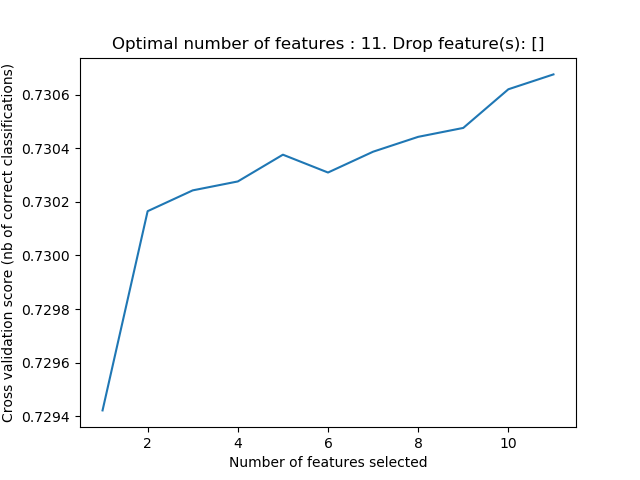 Optimal number of features : 11. Drop feature(s): []
Cross validation score (nb of correct classifications)
0.7306
0.7304
0.7302
0.7300
0.7298
0.7296
0.7294
2 4 6 8 10
Number of features selected